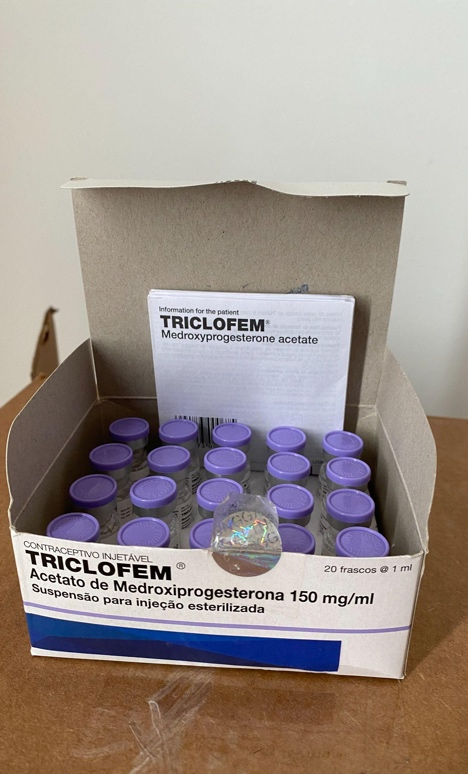 Information for the patient
TRICLOFEM®
Medroxyprogesterone acetate
CONTRACEPTIVO INJETÁVEL
TRICLOFEM®
20 frascos @ 1 ml
Acetato de Medroxiprogesterona 150 mg/ml
Suspensão para injeção esterilizada